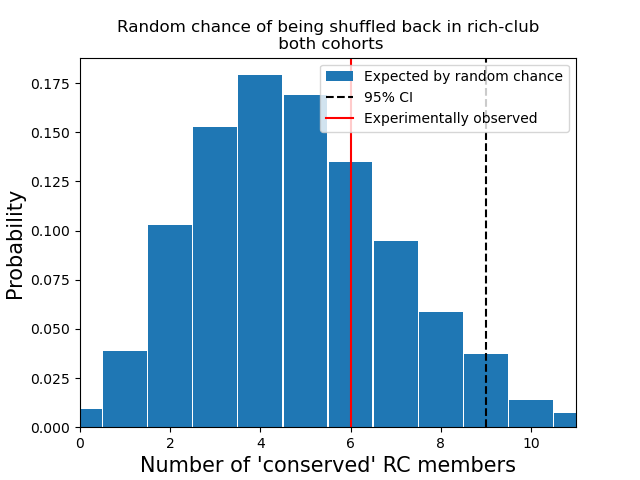 Random chance of being shuffled back in rich-club
both cohorts
Expected by random chance
95% CI
Experimentally observed
0.175
0.150
0.125
0.100
0.075
0.050
0.025
0.000
Probability
0 2 4 6 8 10
Number of 'conserved' RC members